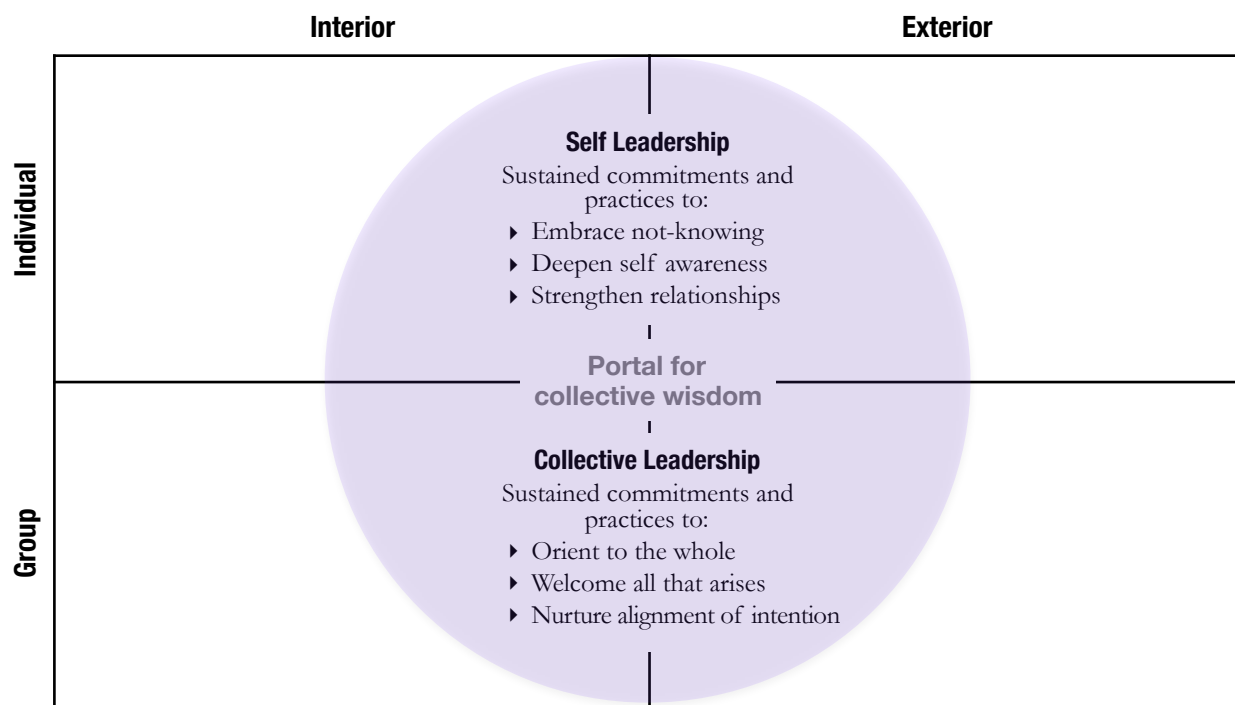 Interior
Exterior
Individual
Self Leadership
Sustained commitments and
practices to:
▸ Embrace not-knowing
▸ Deepen self awareness
▸ Strengthen relationships
Portal for
collective wisdom
Group
Collective Leadership
Sustained commitments and
practices to:
▸ Orient to the whole
▸ Welcome all that arises
▸ Nurture alignment of intention